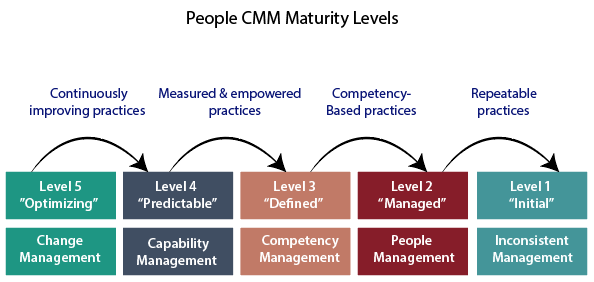 People CMM Maturity Levels
Continuously
improving practices
Measured & empowered
practices
Competency-
Based practices
Repeatable
practices
Level 5
”Optimizing”
Level 4
“Predictable”
Level 3
“Defined”
Level 2
“Managed”
Level 1
“Initial”
Change
Management
Capability
Management
Competency
Management
People
Management
Inconsistent
Management